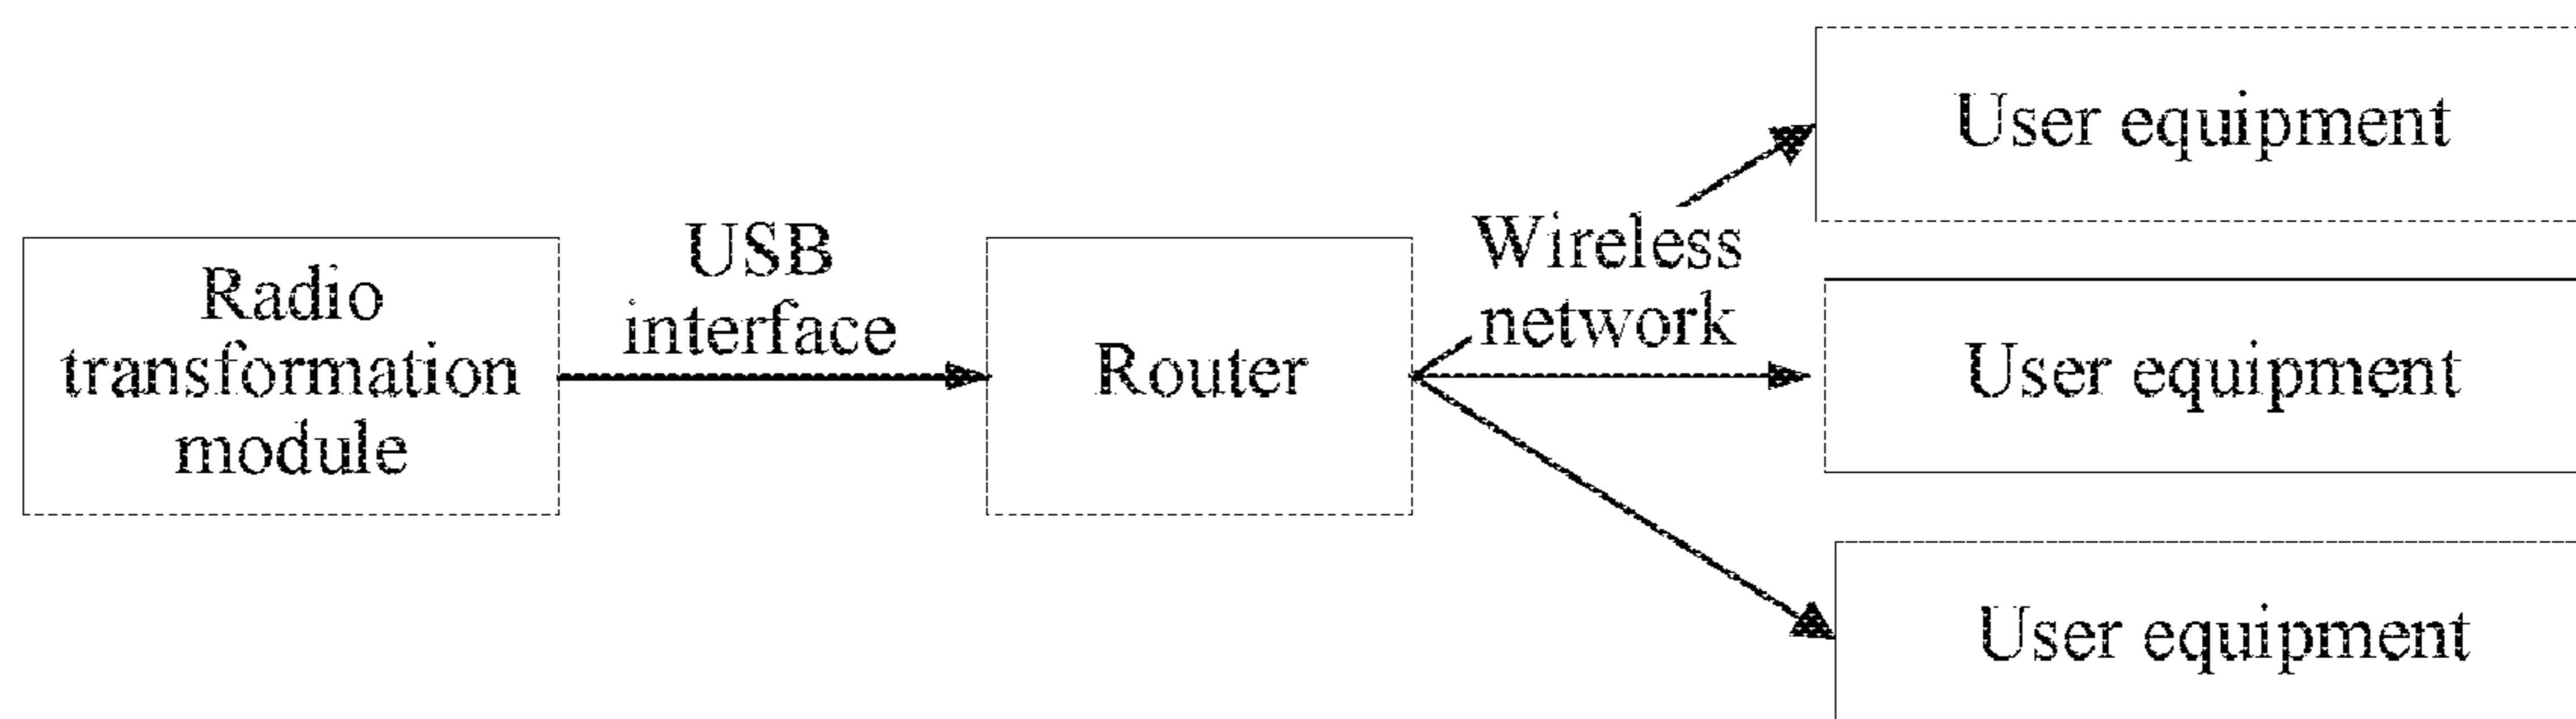 Radio
transformation
module
USB
interface
Router
Wireless
network
User equipment
User equipment
User equipment